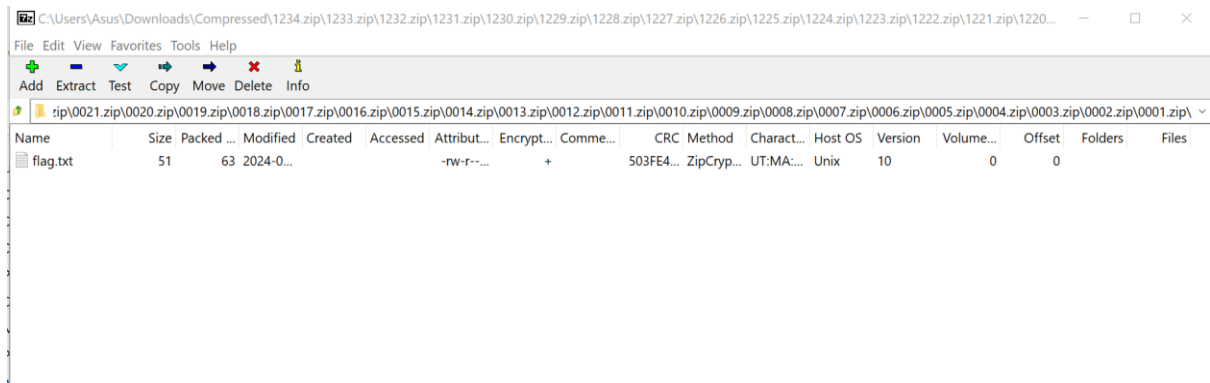 C:\Users\Asus\Downloads\Compressed\1234.zip\1233.zip\1232.zip\1231.zip\1230.zip\1229.zip\1228.zip\1227.zip\1226.zip\1225.zip\1224.zip\1223.zip\1222.zip\1221.zip\1220...
File Edit View Favorites Tools Help
Add Extract Test Copy Move Delete Info
zip\0021.zip\0020.zip\0019.zip\0018.zip\0017.zip\0016.zip\0015.zip\0014.zip\0013.zip\0012.zip\0011.zip\0010.zip\0009.zip\0008.zip\0007.zip\0006.zip\0005.zip\0004.zip\0003.zip\0002.zip\0001.zip\
Name Size Packed ... Modified Created Accessed Attribut... Encrypt... Comme... CRC Method Charact... Host OS Version Volume... Offset Folders Files
flag.txt 51 63 2024-0... -rw-r--... + 503FE4... ZipCryp... UT:MA:... Unix 10 0 0